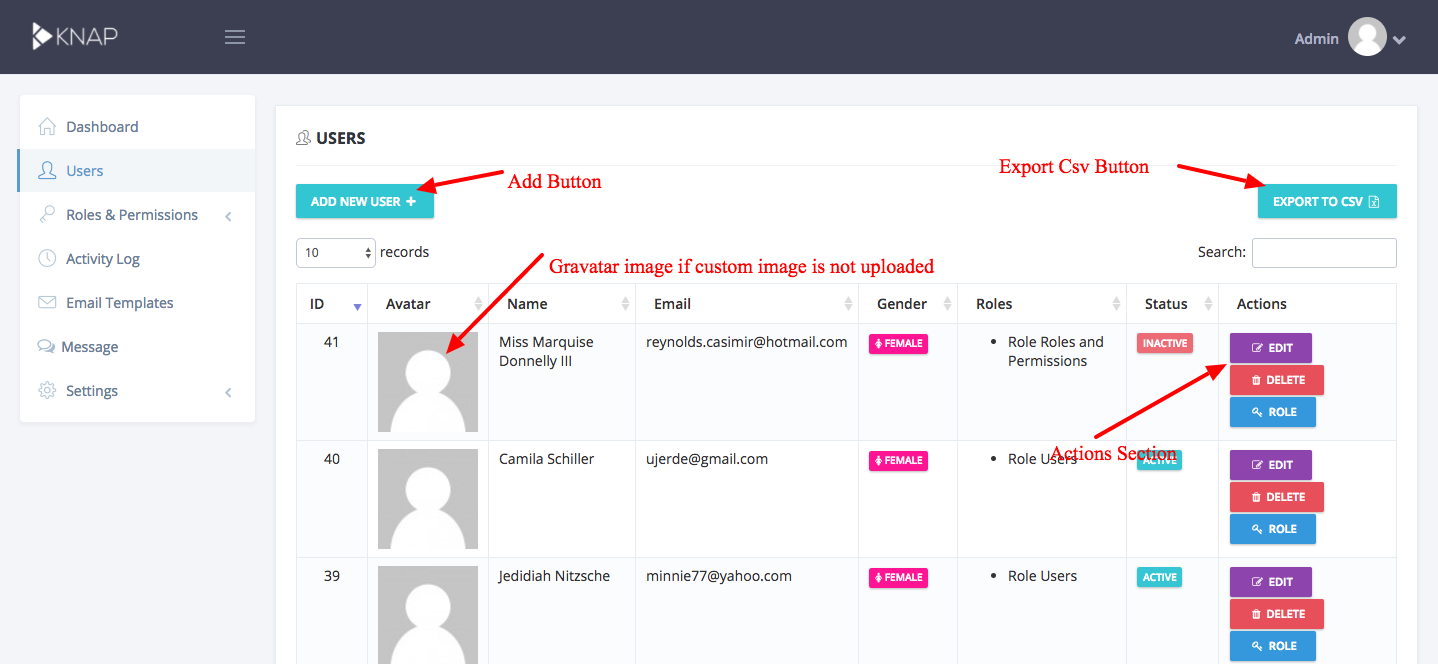 KNAP
Admin
Dashboard
Users
Roles & Permissions
Activity Log
Email Templates
Message
Settings
USERS
Export Csv Button
Add Button
ADD NEW USER
EXPORT TO CSV
10 records
Search:
Gravatar image if custom image is not uploaded
ID Avatar Name Email Gender Roles Status Actions
41 Miss Marquise reynolds.casimir@hotmail.com FEMALE • Role Roles and INACTIVE EDIT
Donnelly III Permissions
DELETE
ROLE
Actions Section
40 Camila Schiller ujerde@gmail.com FEMALE • Role Users ACTIVE EDIT
DELETE
ROLE
39 Jedidiah Nitzsche minnie77@yahoo.com FEMALE • Role Users ACTIVE EDIT
DELETE
ROLE